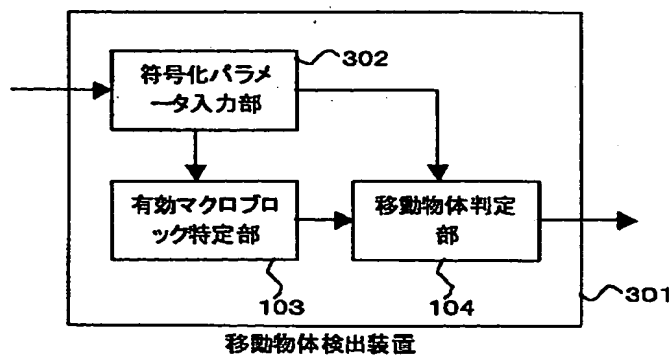 符号化パラメ
ータ入力部
302
有効マクロブロ
ック特定部
移動物体判定
部
103
104
301
移動物体検出装置